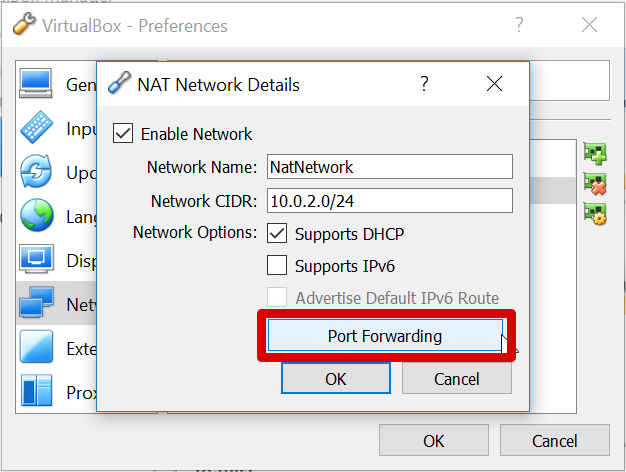 VirtualBox - Preferences ?
NAT Network Details ?
Enable Network
Network Name: NatNetwork
Network CIDR: 10.0.2.0/24
Network Options: Supports DHCP
Supports IPv6
Advertise Default IPv6 Route
Port Forwarding
OK Cancel
Gen
Inpu
Upd
Lang
Disp
Netw
Exte
Prox
OK Cancel